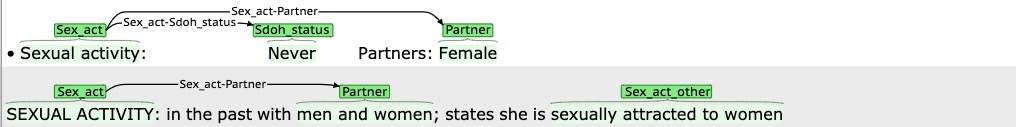 Sex_act-Partner
Sex_act-Sdoh_status
Sex_act Sdoh_status Partner
• Sexual activity: Never Partners: Female
Sex_act-Partner
Sex_act Partner Sex_act_other
SEXUAL ACTIVITY: in the past with men and women; states she is sexually attracted to women